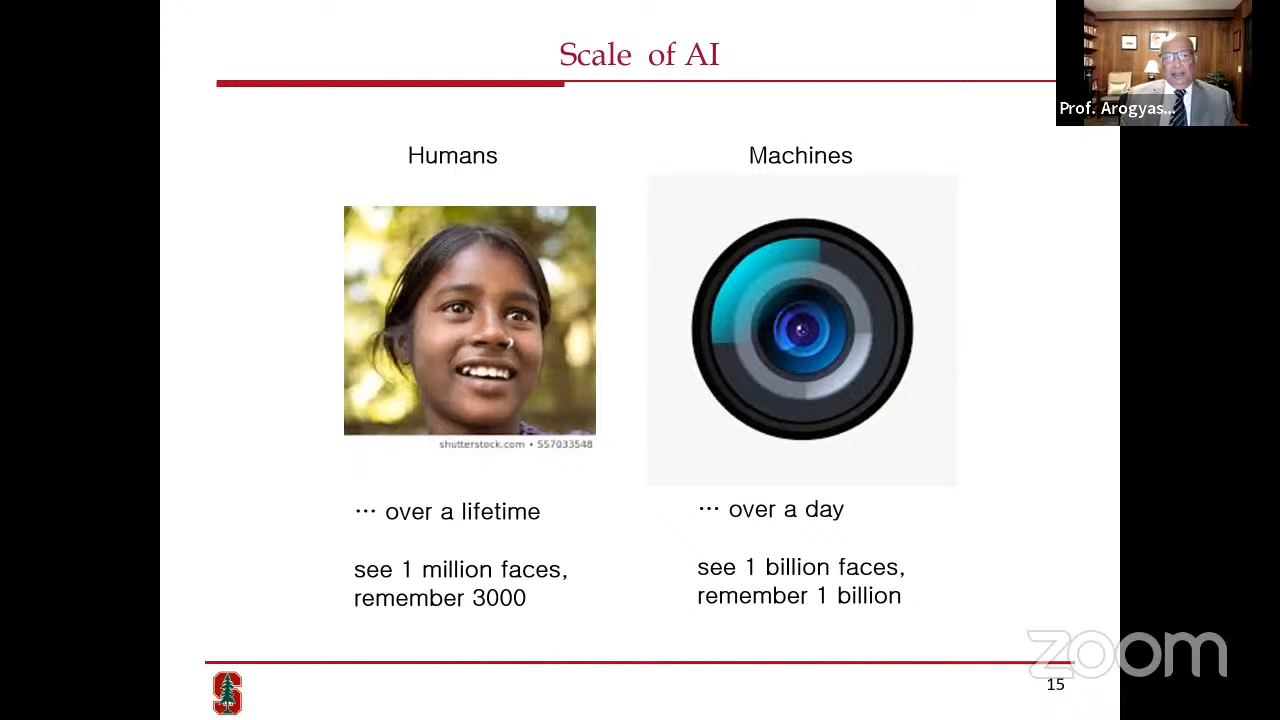 Scale of AI
Prof. Arogyas...
Humans
Machines
shutterstock.com • 557033548
... over a lifetime
... over a day
see 1 million faces,
remember 3000
see 1 billion faces,
remember 1 billion
zoom
15
S